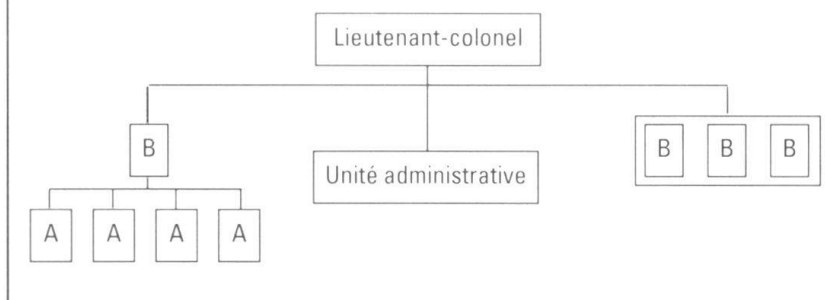 Lieutenant-colonel
B
B B B
Unité administrative
A A A A